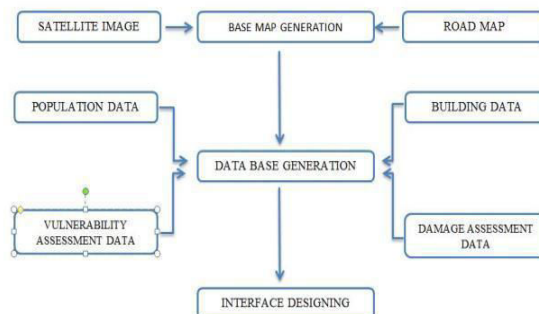 SATELLITE IMAGE
BASE MAP GENERATION
ROAD MAP
POPULATION DATA
BUILDING DATA
DATA BASE GENERATION
VULNERABILITY
ASSESSMENT DATA
DAMAGE ASSESSMENT
DATA
INTERFACE DESIGNING